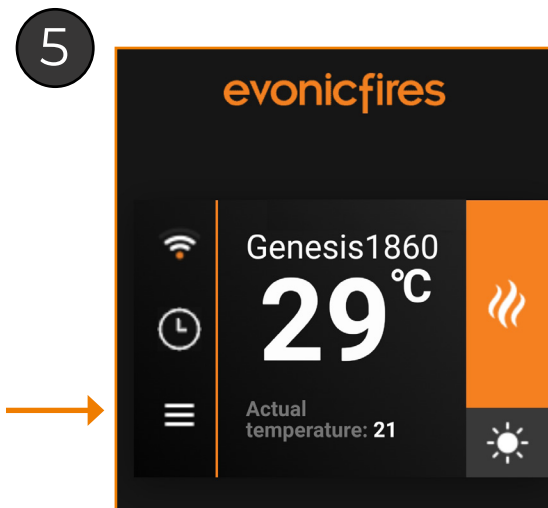 5
evonicfires
Genesis1860
29°C
Actual
temperature: 21